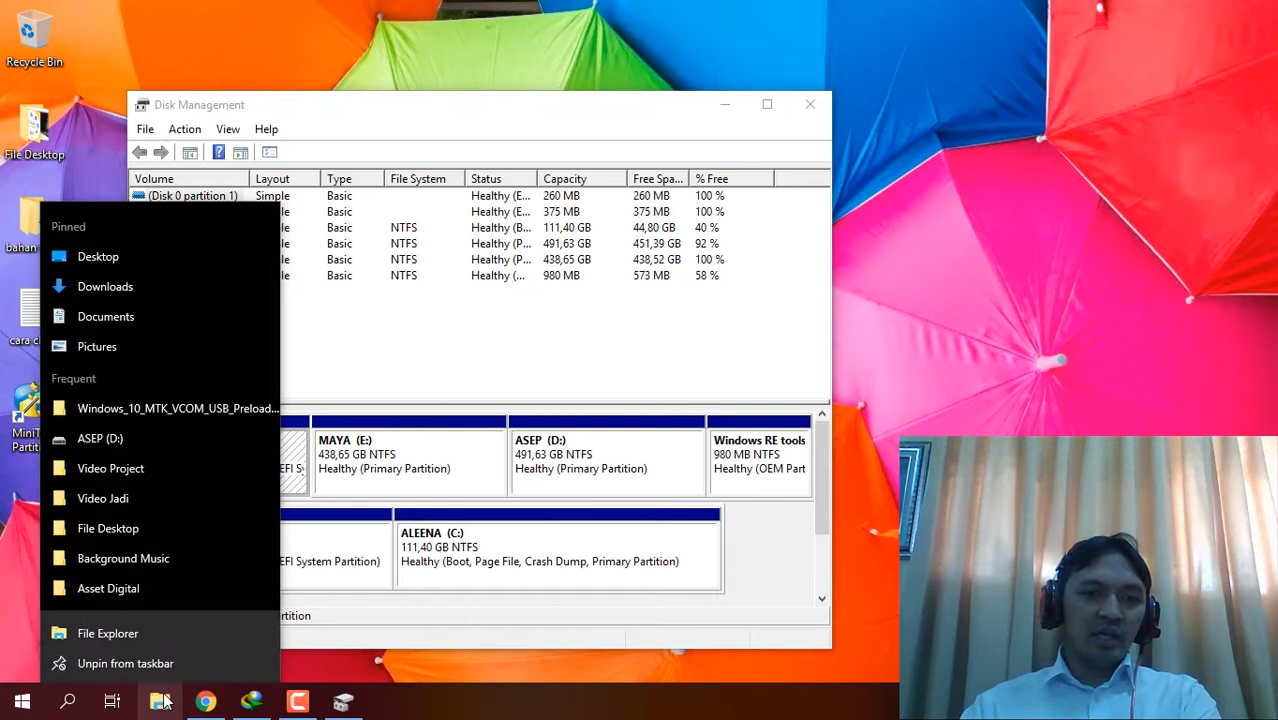 Recycle Bin
File Desktop
bahan
cara c
MiniT
Partiti
Disk Management
File Action View Help
Volume Layout Type File System Status Capacity Free Spa... % Free
(Disk 0 partition 1) Simple Basic Healthy (E... 260 MB 260 MB 100 %
le Basic Healthy (E... 375 MB 375 MB 100 %
le Basic NTFS Healthy (B... 111,40 GB 44,80 GB 40 %
le Basic NTFS Healthy (P... 491,63 GB 451,39 GB 92 %
le Basic NTFS Healthy (P... 438,65 GB 438,52 GB 100 %
le Basic NTFS Healthy (... 980 MB 573 MB 58 %
MAYA (E:)
438,65 GB NTFS
Healthy (Primary Partition)
ASEP (D:)
491,63 GB NTFS
Healthy (Primary Partition)
Windows RE tools
980 MB NTFS
Healthy (OEM Part
EFI Sy
EFI System Partition)
ALEENA (C:)
111,40 GB NTFS
Healthy (Boot, Page File, Crash Dump, Primary Partition)
rtition
Pinned
Desktop
Downloads
Documents
Pictures
Frequent
Windows_10_MTK_VCOM_USB_Preload...
ASEP (D:)
Video Project
Video Jadi
File Desktop
Background Music
Asset Digital
File Explorer
Unpin from taskbar